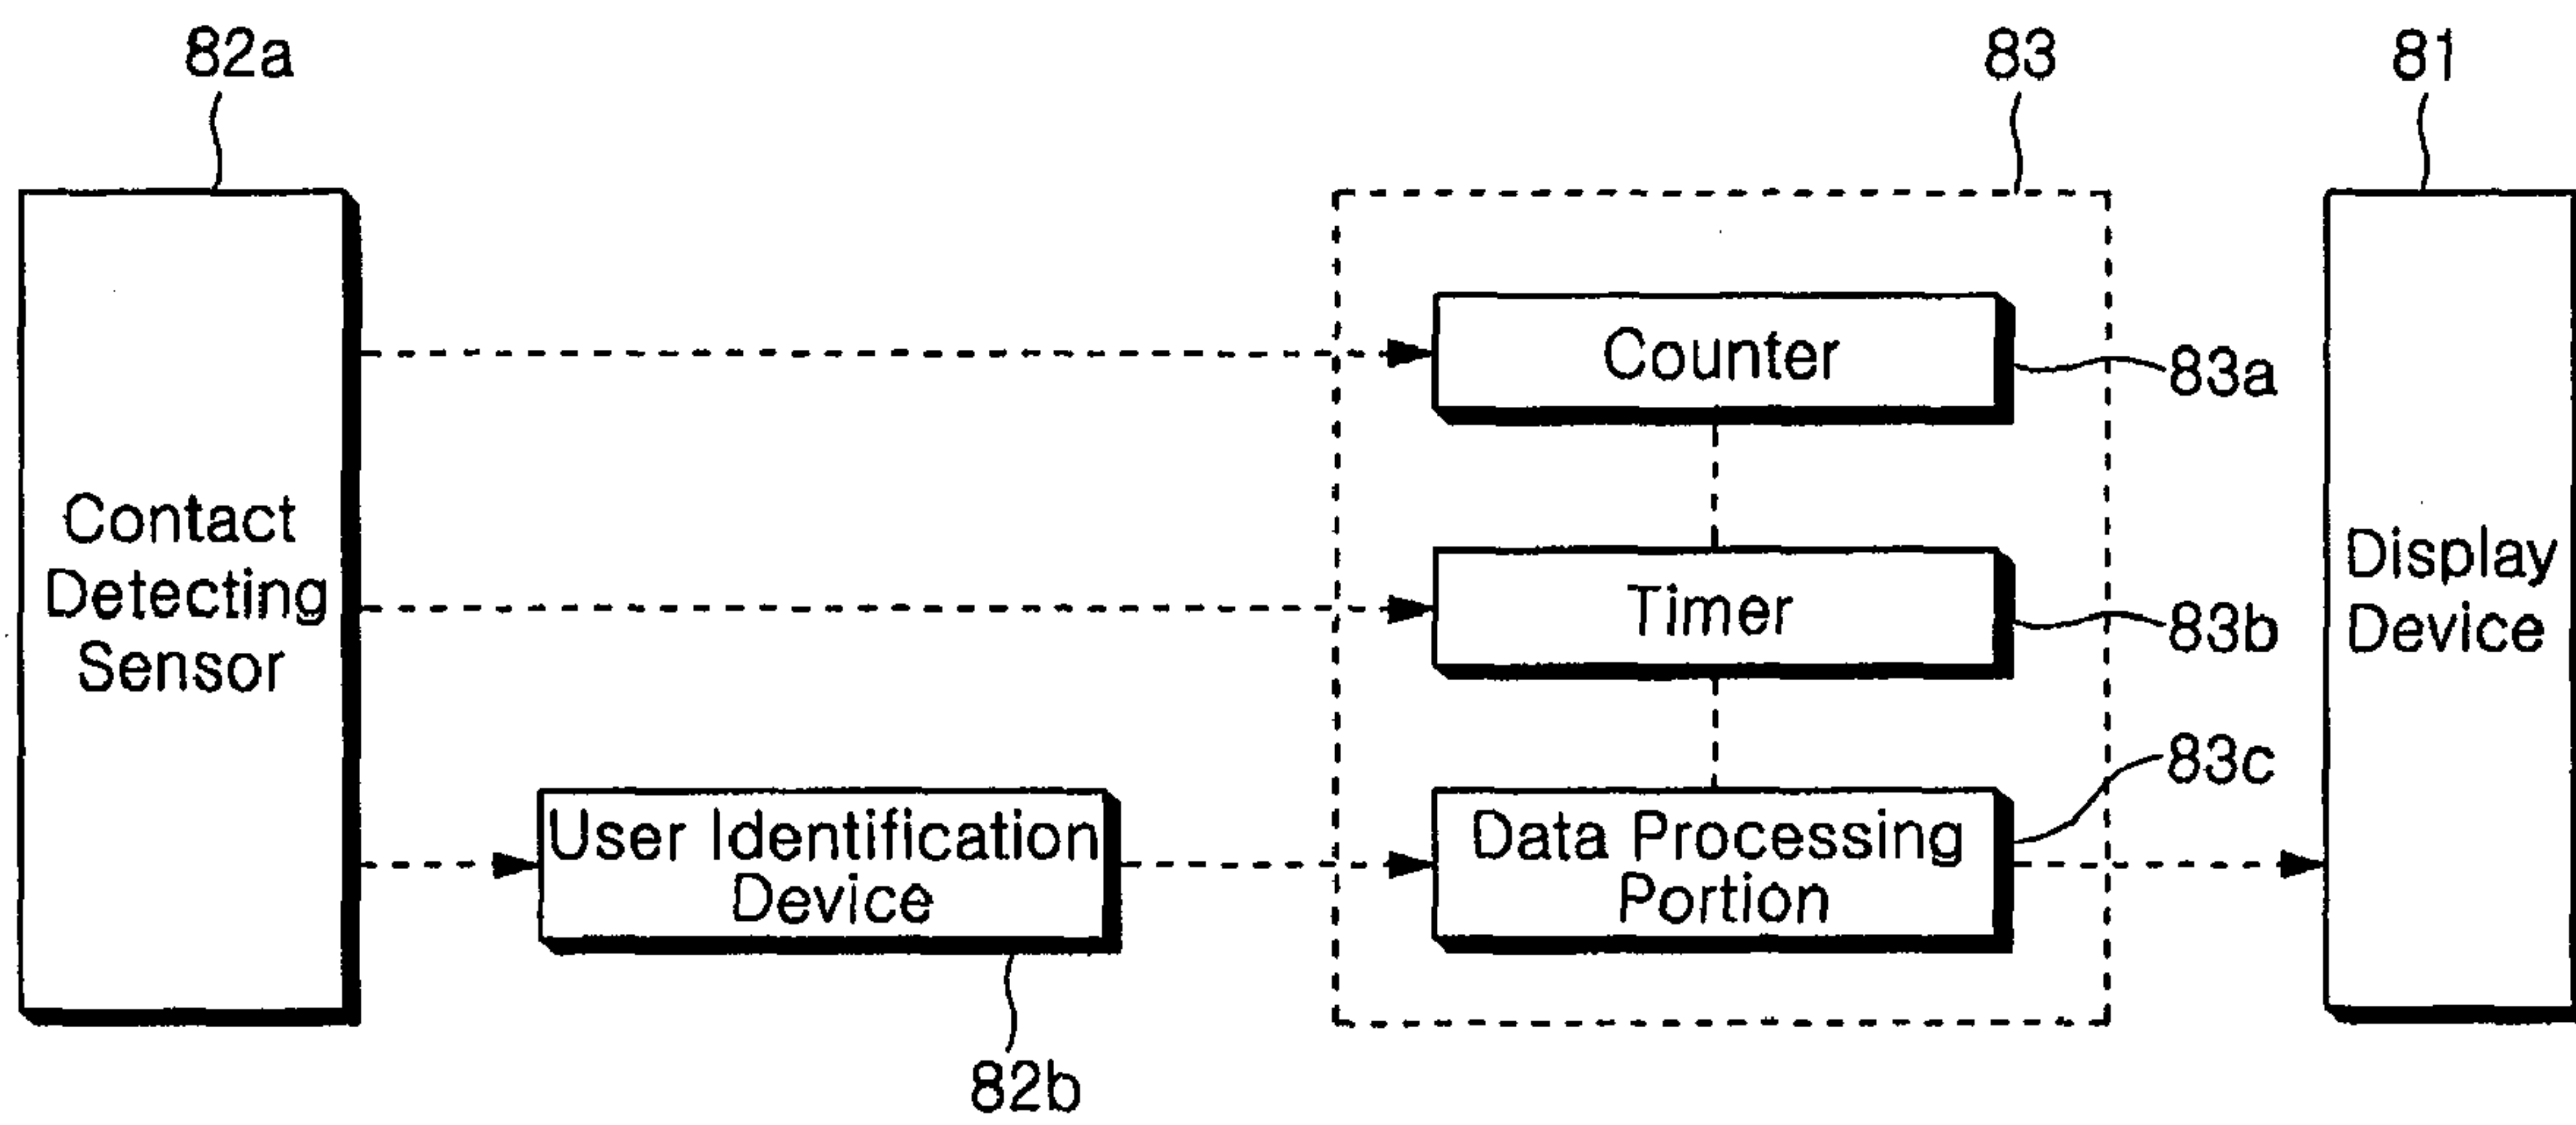 82a
83
81
Counter
83a
Contact
Detecting
Sensor
Timer
83b
Display
Device
83c
User Identification
Device
Data Processing
Portion
82b